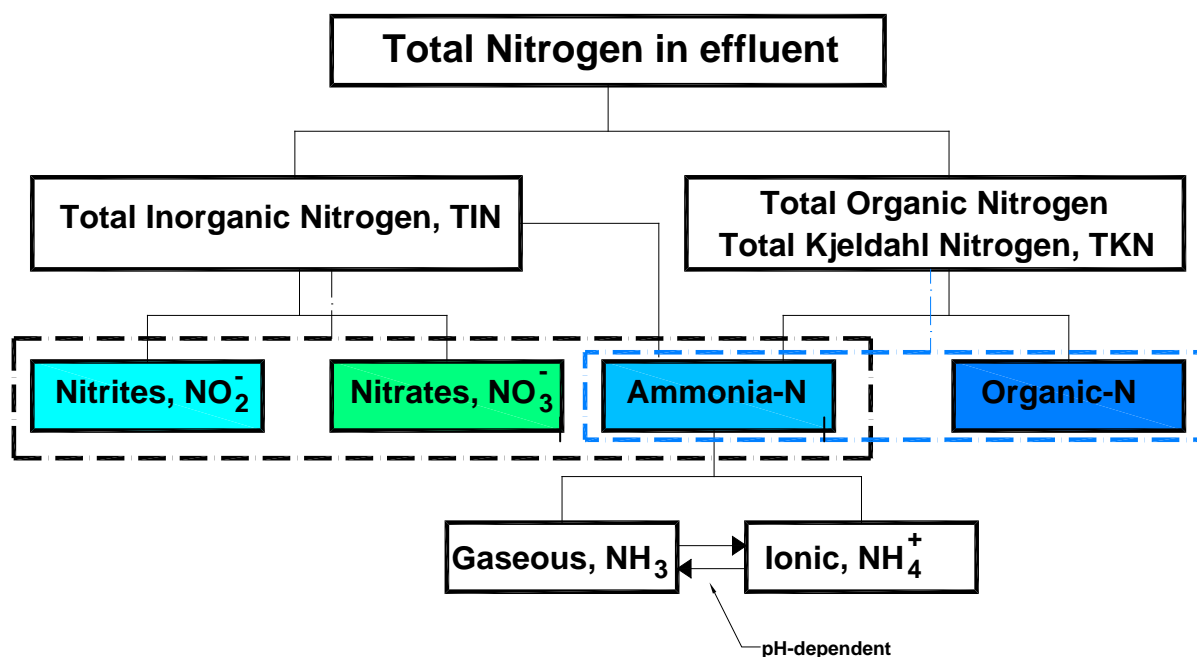 Total Nitrogen in effluent
Total Inorganic Nitrogen, TIN
Total Organic Nitrogen
Total Kjeldahl Nitrogen, TKN
Nitrites, NO₂⁻
Nitrates, NO₃⁻
Ammonia-N
Organic-N
Gaseous, NH₃
Ionic, NH₄⁺
pH-dependent